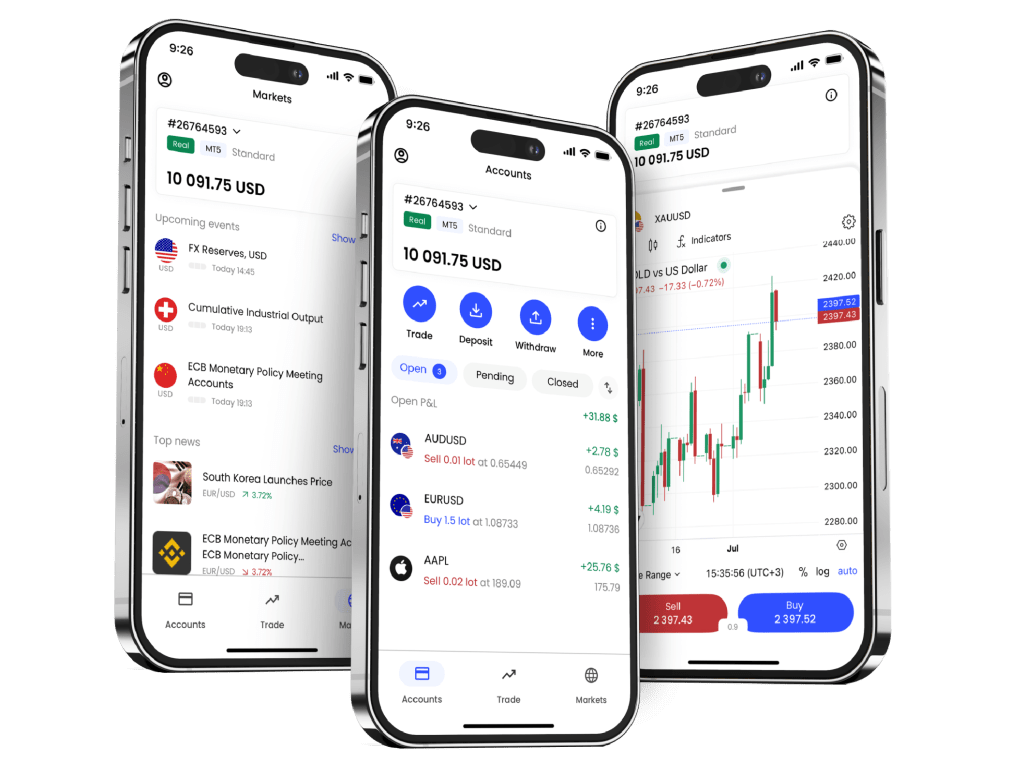 9:26
Markets
#26764593
Real MT5 Standard
10 091.75 USD
Upcoming events Show
FX Reserves, USD
USD Today 14:45
Cumulative Industrial Output
USD Today 19:13
ECB Monetary Policy Meeting
Accounts
USD Today 19:13
Top news Show
South Korea Launches Price
EUR/USD 3.72%
ECB Monetary Policy Meeting Ac
ECB Monetary Policy...
EUR/USD 3.72%
Accounts Trade Ma
9:26
Accounts
#26764593
Real MT5 Standard
10 091.75 USD
Trade Deposit Withdraw More
Open 3 Pending Closed
Open P&L +31.88 $
AUDUSD +2.78 $
Sell 0.01 lot at 0.65449 0.65292
EURUSD +4.19 $
Buy 1.5 lot at 1.08733 1.08736
AAPL +25.76 $
Sell 0.02 lot at 189.09 175.79
Accounts Trade Markets
9:26
#26764593
Real MT5 Standard
10 091.75 USD
XAUUSD
Indicators
LD vs US Dollar
7.43 −17.33 (−0.72%)
2440.00
2420.00
2397.52
2397.43
2380.00
2360.00
2340.00
2320.00
2300.00
2280.00
16 Jul
e Range 15:35:56 (UTC+3) % log auto
Sell Buy
2 397.43 0.9 2 397.52